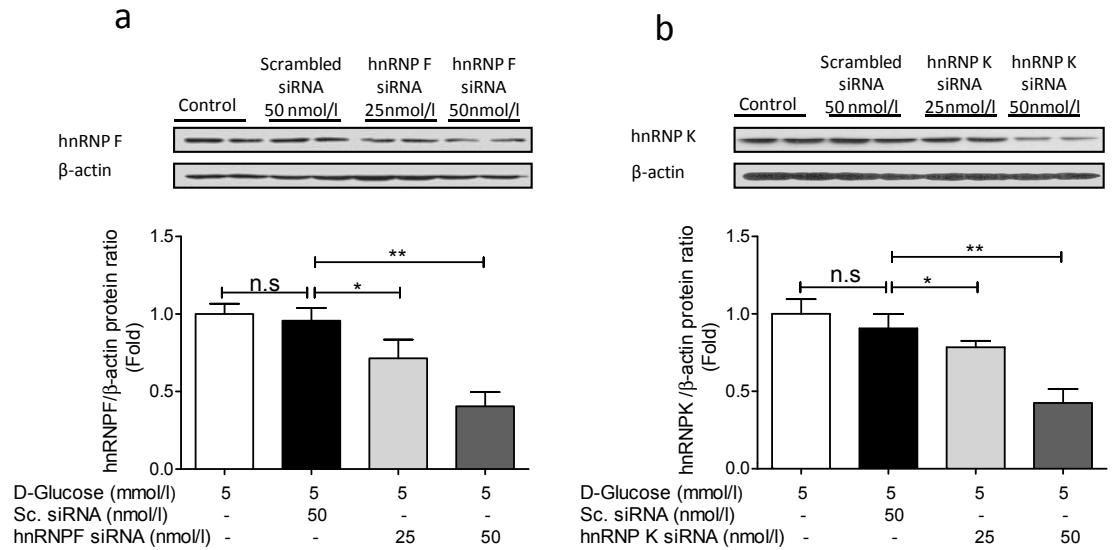 a
Scrambled siRNA 50 nmol/l
hnRNP F siRNA 25nmol/l
hnRNP F siRNA 50nmol/l
Control
hnRNP F
β-actin
hnRNPF/β-actin protein ratio
(Fold)
1.5
1.0
0.5
0.0
n.s
*
**
D-Glucose (mmol/l) 5 5 5 5
Sc. siRNA (nmol/l) - 50 - -
hnRNPF siRNA (nmol/l) - - 25 50
b
Scrambled siRNA 50 nmol/l
hnRNP K siRNA 25nmol/l
hnRNP K siRNA 50nmol/l
Control
hnRNP K
β-actin
hnRNPK /β-actin protein ratio
(Fold)
1.5
1.0
0.5
0.0
n.s
*
**
D-Glucose (mmol/l) 5 5 5 5
Sc. siRNA (nmol/l) - 50 - -
hnRNP K siRNA (nmol/l) - - 25 50